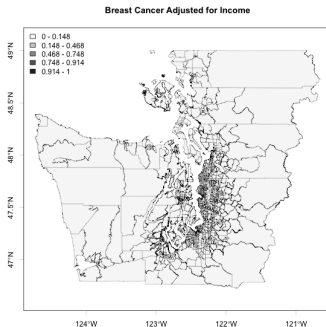 Breast Cancer Adjusted for Income
0 - 0.148
0.148 - 0.468
0.468 - 0.748
0.748 - 0.914
0.914 - 1
49°N
48.5°N
48°N
47.5°N
47°N
124°W
123°W
122°W
121°W